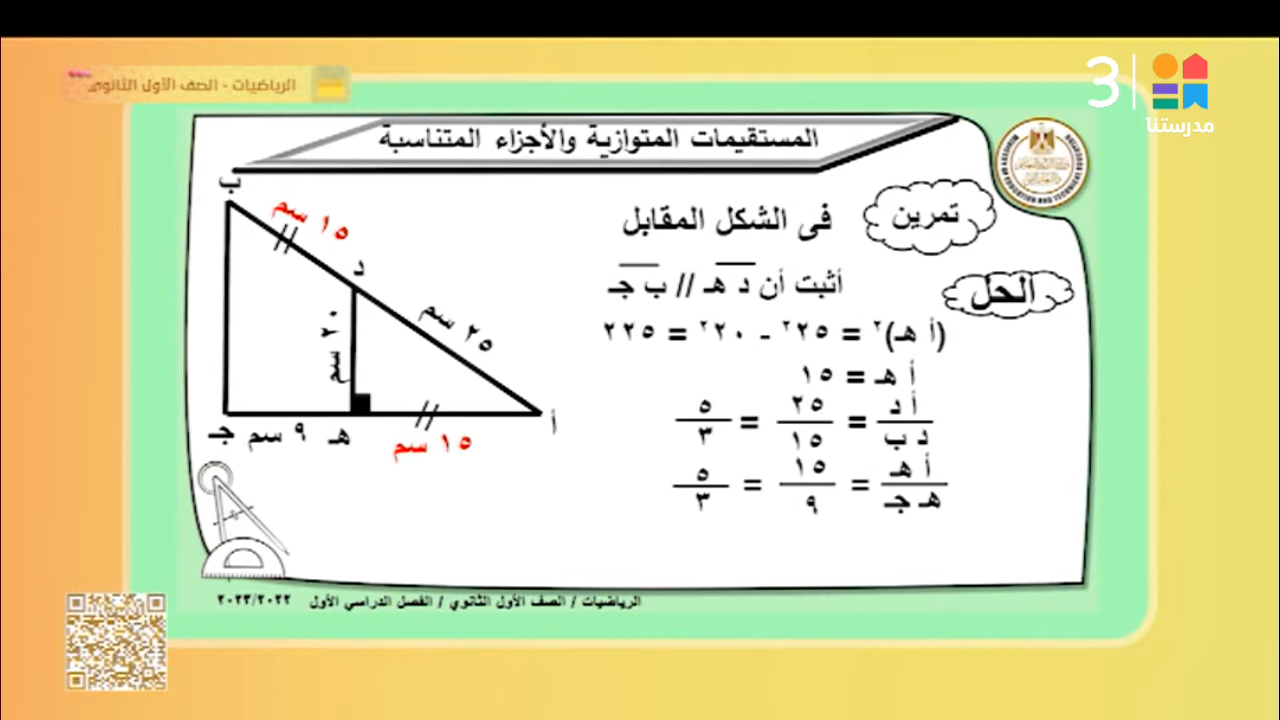 الرياضيات - الصف الأول الثانوي
3
مدرستنا
المستقيمات المتوازية والأجزاء المتناسبة
تمرين
فى الشكل المقابل
الحل
أثبت أن د هـ // ب جـ
(أ هـ)٢ = ٢٥٢ - ٢٠٢ = ٢٢٥
أ هـ = ١٥
أ د / د ب = ٢٥ / ١٥ = ٥ / ٣
أ هـ / هـ جـ = ١٥ / ٩ = ٥ / ٣
ب
١٥ سم
د
٢٥ سم
٢٠ سم
أ
جـ ٩ سم هـ
١٥ سم
الرياضيات / الصف الأول الثانوي / الفصل الدراسي الأول ٢٠٢٣/٢٠٢٢